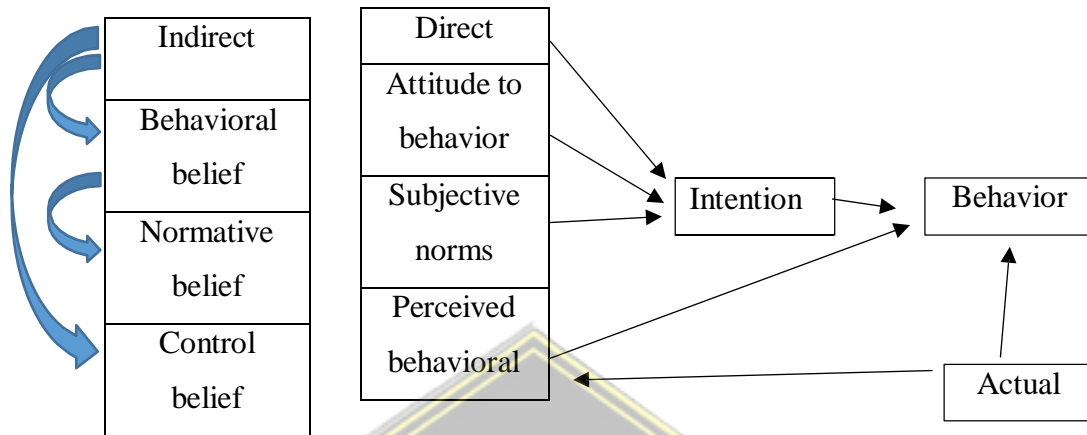 Indirect
Behavioral
belief
Normative
belief
Control
belief
Direct
Attitude to
behavior
Subjective
norms
Perceived
behavioral
Intention
Behavior
Actual